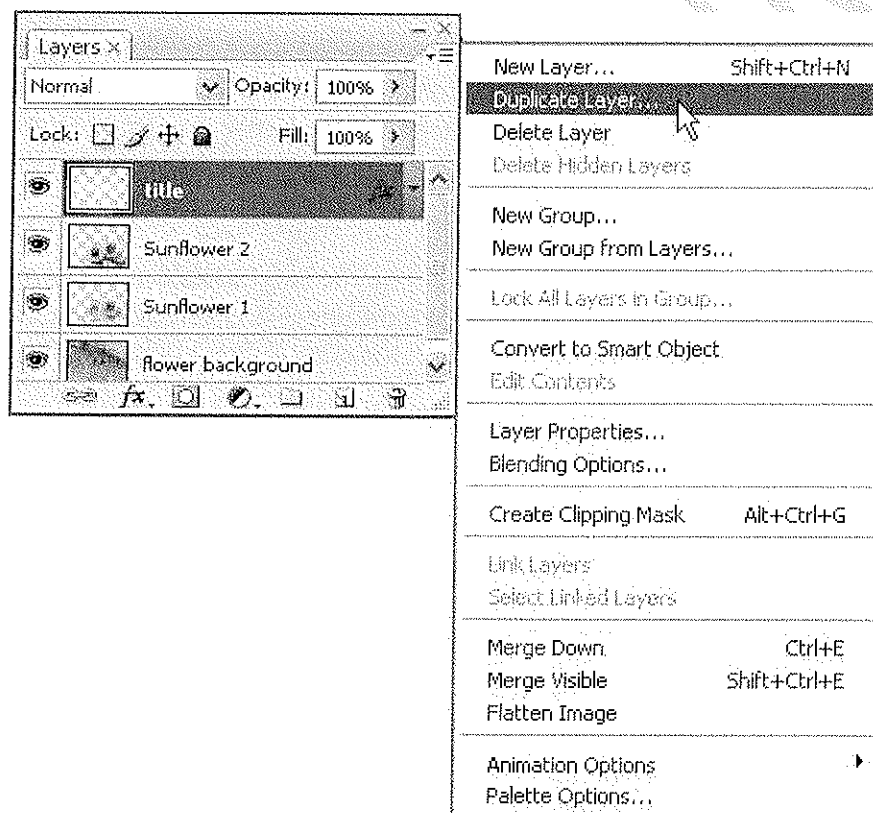 Layers ×
Normal Opacity: 100%
Lock: Fill: 100%
title fx
Sunflower 2
Sunflower 1
flower background
fx.
New Layer... Shift+Ctrl+N
Duplicate Layer...
Delete Layer
Delete Hidden Layers
New Group...
New Group from Layers...
Lock All Layers in Group...
Convert to Smart Object
Edit Contents
Layer Properties...
Blending Options...
Create Clipping Mask Alt+Ctrl+G
Link Layers
Select Linked Layers
Merge Down Ctrl+E
Merge Visible Shift+Ctrl+E
Flatten Image
Animation Options
Palette Options...